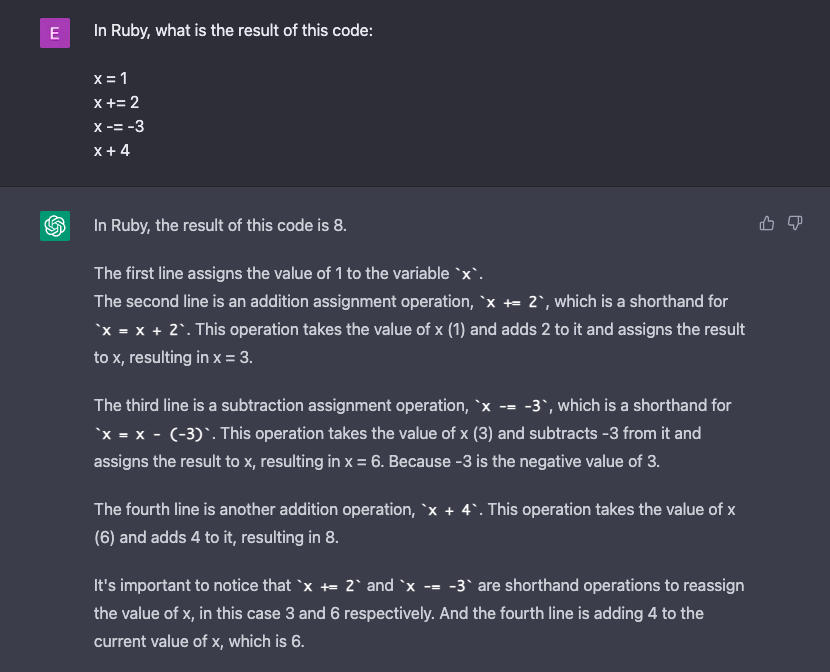 E
In Ruby, what is the result of this code:
x = 1
x += 2
x -= -3
x + 4
In Ruby, the result of this code is 8.
The first line assigns the value of 1 to the variable `x`.
The second line is an addition assignment operation, `x += 2`, which is a shorthand for
`x = x + 2`. This operation takes the value of x (1) and adds 2 to it and assigns the result
to x, resulting in x = 3.
The third line is a subtraction assignment operation, `x -= -3`, which is a shorthand for
`x = x - (-3)`. This operation takes the value of x (3) and subtracts -3 from it and
assigns the result to x, resulting in x = 6. Because -3 is the negative value of 3.
The fourth line is another addition operation, `x + 4`. This operation takes the value of x
(6) and adds 4 to it, resulting in 8.
It's important to notice that `x += 2` and `x -= -3` are shorthand operations to reassign
the value of x, in this case 3 and 6 respectively. And the fourth line is adding 4 to the
current value of x, which is 6.